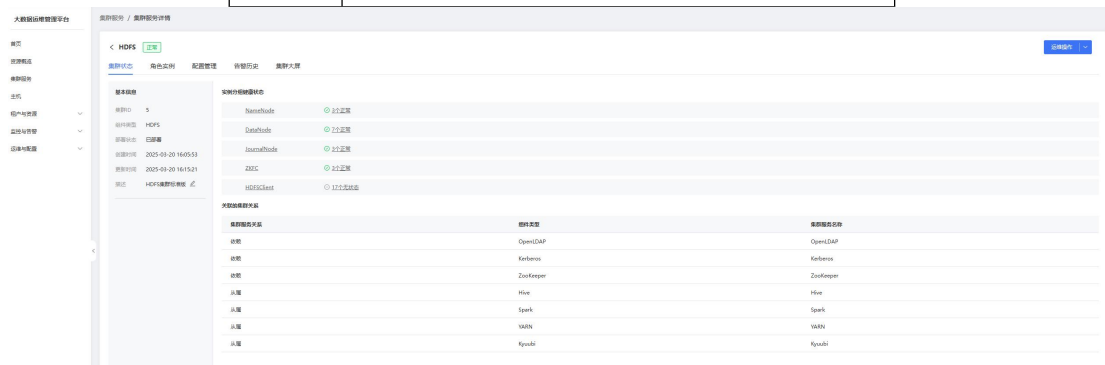 大数据运维管理平台
首页
资源概览
集群服务
主机
租户与资源
监控与告警
运维与配置
集群服务 / 集群服务详情
HDFS 正常
运维操作
集群状态 角色实例 配置管理 告警历史 集群大屏
基本信息
集群ID 5
组件类型 HDFS
部署状态 已部署
创建时间 2025-03-20 16:05:53
更新时间 2025-03-20 16:15:21
描述 HDFS集群标准版
实例分组健康状态
NameNode 3个正常
DataNode 7个正常
JournalNode 3个正常
ZKFC 3个正常
HDFSClient 17个无状态
关联的集群关系
集群服务关系 组件类型 集群服务名称
依赖 OpenLDAP OpenLDAP
依赖 Kerberos Kerberos
依赖 ZooKeeper ZooKeeper
从属 Hive Hive
从属 Spark Spark
从属 YARN YARN
从属 Kyuubi Kyuubi